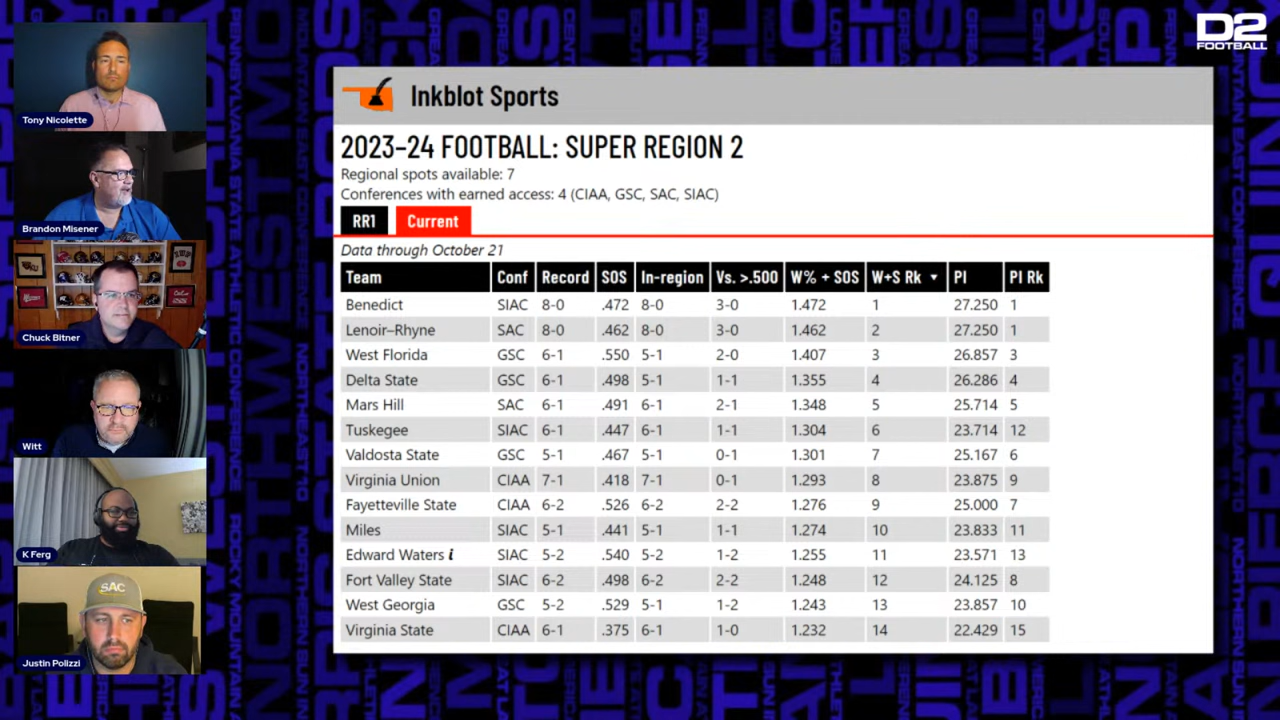 D2
FOOTBALL
Tony Nicolette
Brandon Misener
Chuck Bitner
Witt
K Ferg
SAC
Justin Polizzi
Inkblot Sports
2023–24 FOOTBALL: SUPER REGION 2
Regional spots available: 7
Conferences with earned access: 4 (CIAA, GSC, SAC, SIAC)
RR1 Current
Data through October 21
Team Conf Record SOS In-region Vs. >.500 W% + SOS W+S Rk ▼ PI PI Rk
Benedict SIAC 8-0 .472 8-0 3-0 1.472 1 27.250 1
Lenoir–Rhyne SAC 8-0 .462 8-0 3-0 1.462 2 27.250 1
West Florida GSC 6-1 .550 5-1 2-0 1.407 3 26.857 3
Delta State GSC 6-1 .498 5-1 1-1 1.355 4 26.286 4
Mars Hill SAC 6-1 .491 6-1 2-1 1.348 5 25.714 5
Tuskegee SIAC 6-1 .447 6-1 1-1 1.304 6 23.714 12
Valdosta State GSC 5-1 .467 5-1 0-1 1.301 7 25.167 6
Virginia Union CIAA 7-1 .418 7-1 0-1 1.293 8 23.875 9
Fayetteville State CIAA 6-2 .526 6-2 2-2 1.276 9 25.000 7
Miles SIAC 5-1 .441 5-1 1-1 1.274 10 23.833 11
Edward Waters i SIAC 5-2 .540 5-2 1-2 1.255 11 23.571 13
Fort Valley State SIAC 6-2 .498 6-2 2-2 1.248 12 24.125 8
West Georgia GSC 5-2 .529 5-1 1-2 1.243 13 23.857 10
Virginia State CIAA 6-1 .375 6-1 1-0 1.232 14 22.429 15